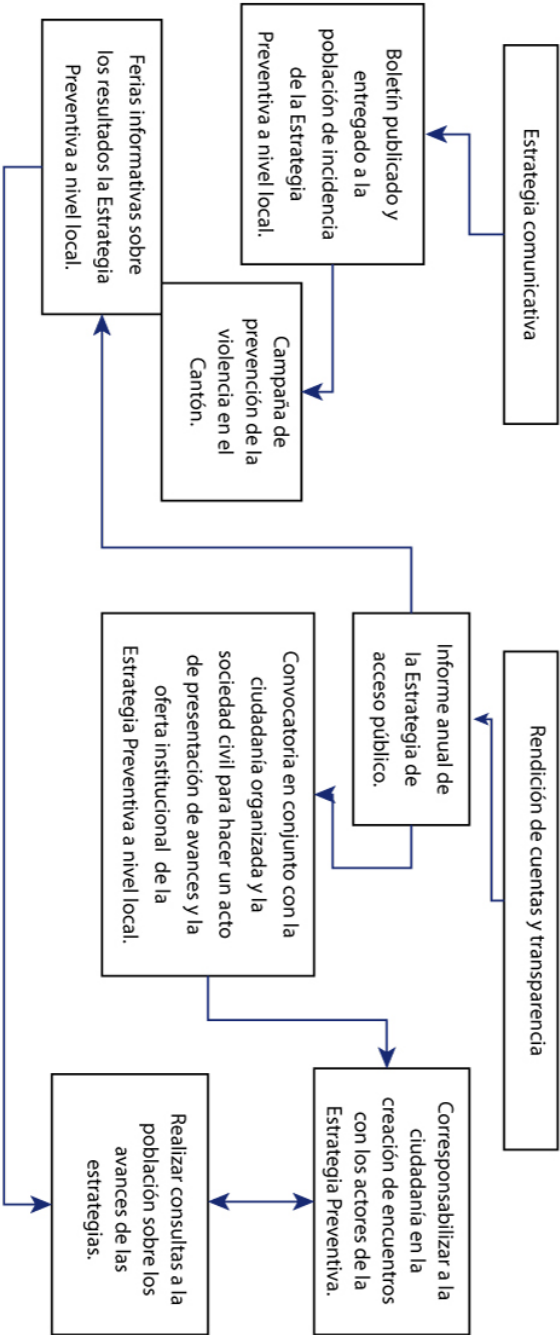 Estrategia comunicativa
Boletín publicado y
entregado a la
población de incidencia
de la Estrategia
Preventiva a nivel local.
Campaña de
prevención de la
violencia en el
Cantón.
Ferias informativas sobre
los resultados la Estrategia
Preventiva a nivel local.
Rendición de cuentas y transparencia
Informe anual de
la Estrategia de
acceso público.
Convocatoria en conjunto con la
ciudadanía organizada y la
sociedad civil para hacer un acto
de presentación de avances y la
oferta institucional de la
Estrategia Preventiva a nivel local.
Corresponsabilizar a la
ciudadanía en la
creación de encuentros
con los actores de la
Estrategia Preventiva.
Realizar consultas a la
población sobre los
avances de las
estrategias.